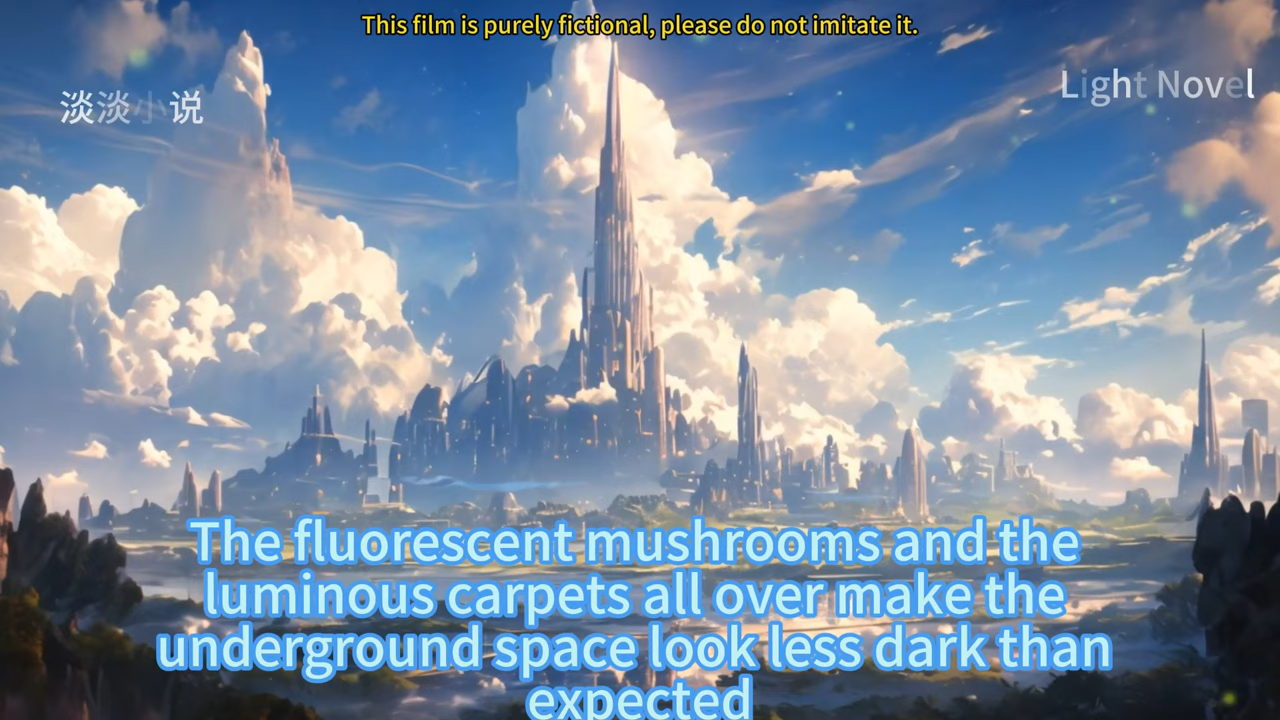 This film is purely fictional, please do not imitate it.
淡淡小说
Light Novel
The fluorescent mushrooms and the
luminous carpets all over make the
underground space look less dark than
expected